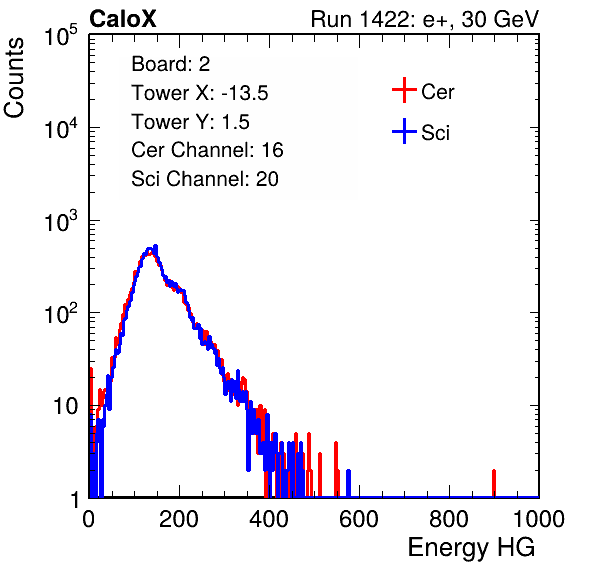 CaloX Run 1422: e+, 30 GeV
Counts
Board: 2
Tower X: -13.5
Tower Y: 1.5
Cer Channel: 16
Sci Channel: 20
Cer
Sci
10^5
10^4
10^3
10^2
10
1
0 200 400 600 800 1000
Energy HG